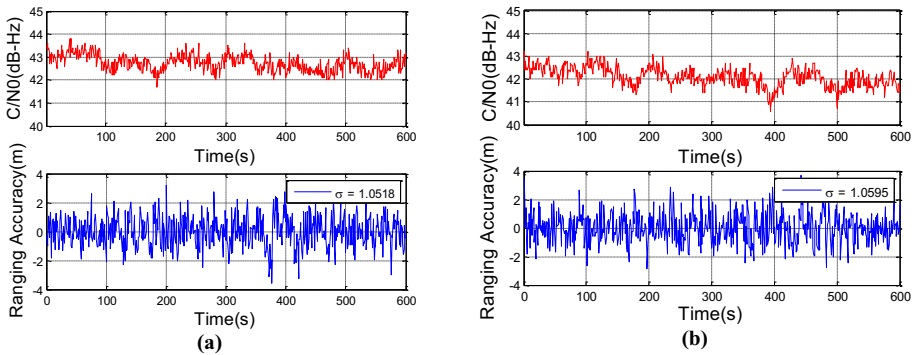 45
44
43
42
41
40
C/N0(dB-Hz)
0 100 200 300 400 500 600
Time(s)
4
2
0
-2
-4
Ranging Accuracy(m)
σ = 1.0518
0 100 200 300 400 500 600
Time(s)
(a)
45
44
43
42
41
40
C/N0(dB-Hz)
0 100 200 300 400 500 600
Time(s)
4
2
0
-2
-4
Ranging Accuracy(m)
σ = 1.0595
0 100 200 300 400 500 600
Time(s)
(b)